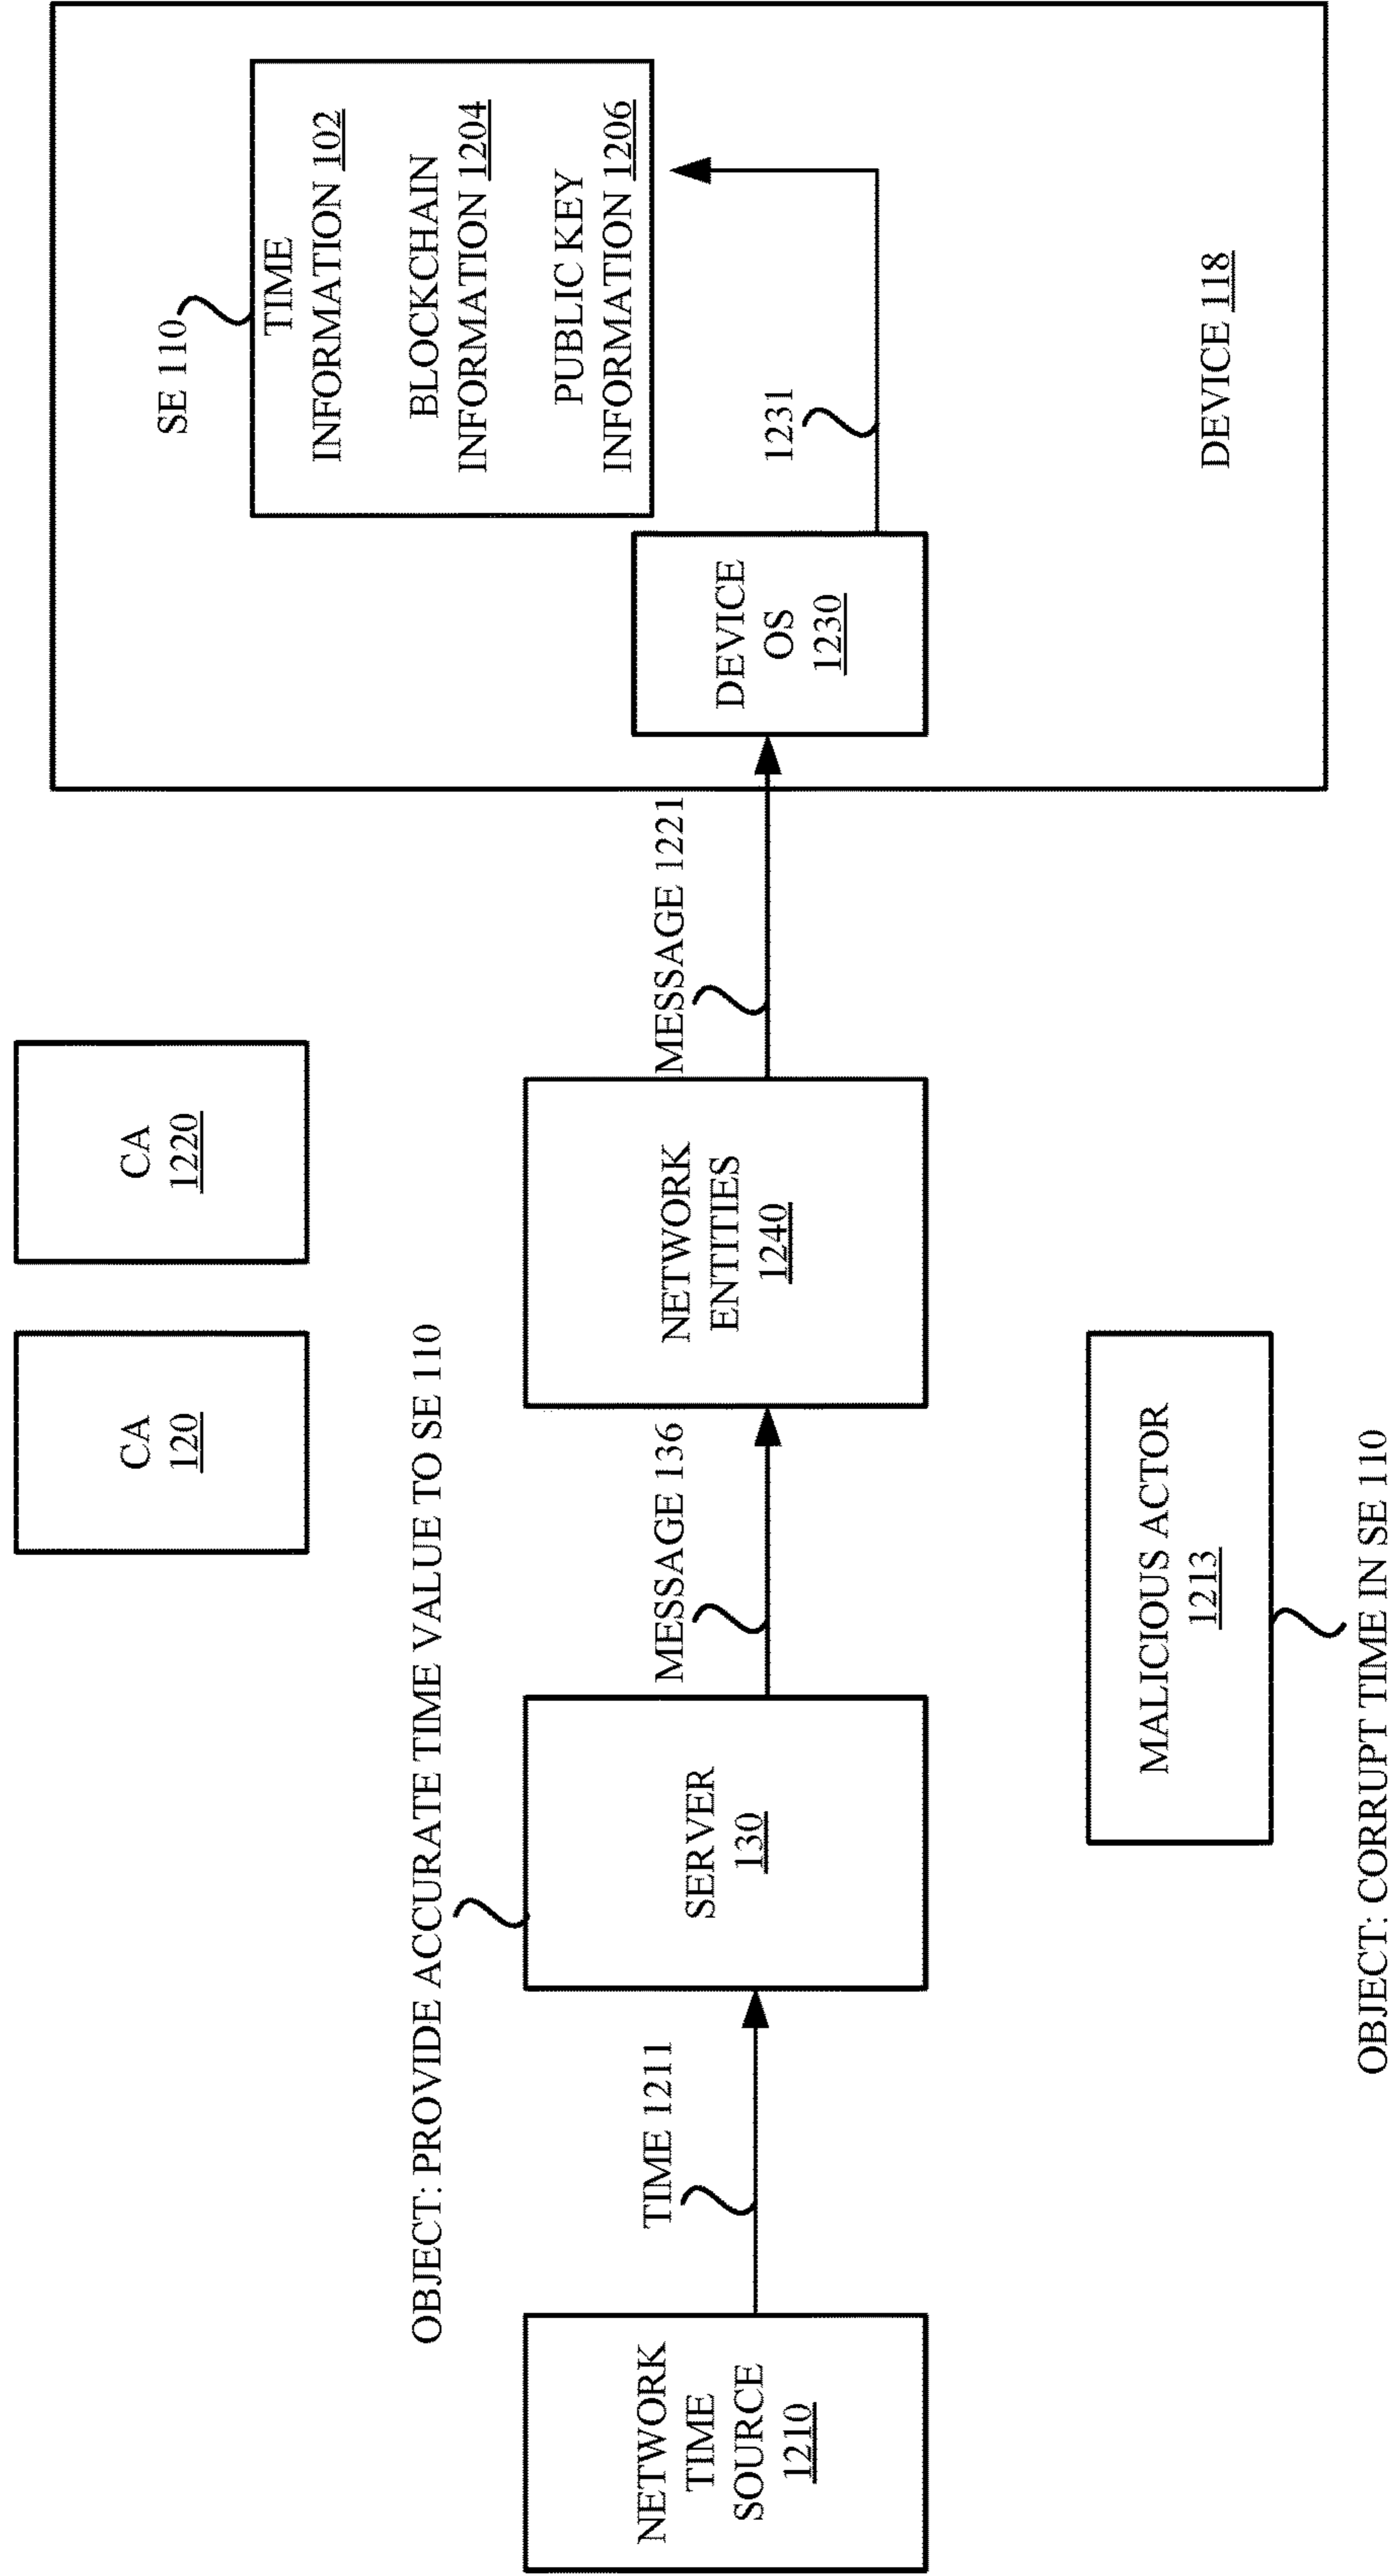 CA
120
CA
1220
SE 110
TIME
INFORMATION 102
BLOCKCHAIN
INFORMATION 1204
PUBLIC KEY
INFORMATION 1206
OBJECT: PROVIDE ACCURATE TIME VALUE TO SE 110
NETWORK
TIME
SOURCE
1210
TIME 1211
SERVER
130
MESSAGE 136
NETWORK
ENTITIES
1240
MESSAGE 1221
DEVICE
OS
1230
1231
MALICIOUS ACTOR
1213
DEVICE 118
OBJECT: CORRUPT TIME IN SE 110